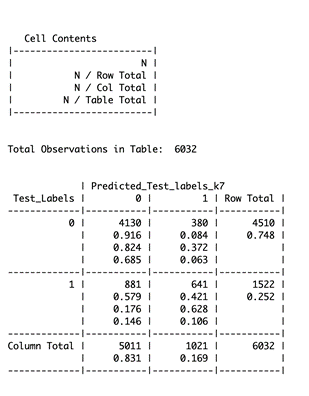 Cell Contents
|-------------------------|
|                       N |
|           N / Row Total |
|           N / Col Total |
|         N / Table Total |
|-------------------------|
Total Observations in Table:  6032
            | Predicted_Test_labels_k7
Test_Labels |         0 |         1 | Row Total |
------------|-----------|-----------|-----------|
          0 |      4130 |       380 |      4510 |
            |     0.916 |     0.084 |     0.748 |
            |     0.824 |     0.372 |           |
            |     0.685 |     0.063 |           |
------------|-----------|-----------|-----------|
          1 |       881 |       641 |      1522 |
            |     0.579 |     0.421 |     0.252 |
            |     0.176 |     0.628 |           |
            |     0.146 |     0.106 |           |
------------|-----------|-----------|-----------|
Column Total |      5011 |      1021 |      6032 |
            |     0.831 |     0.169 |           |
------------|-----------|-----------|-----------|